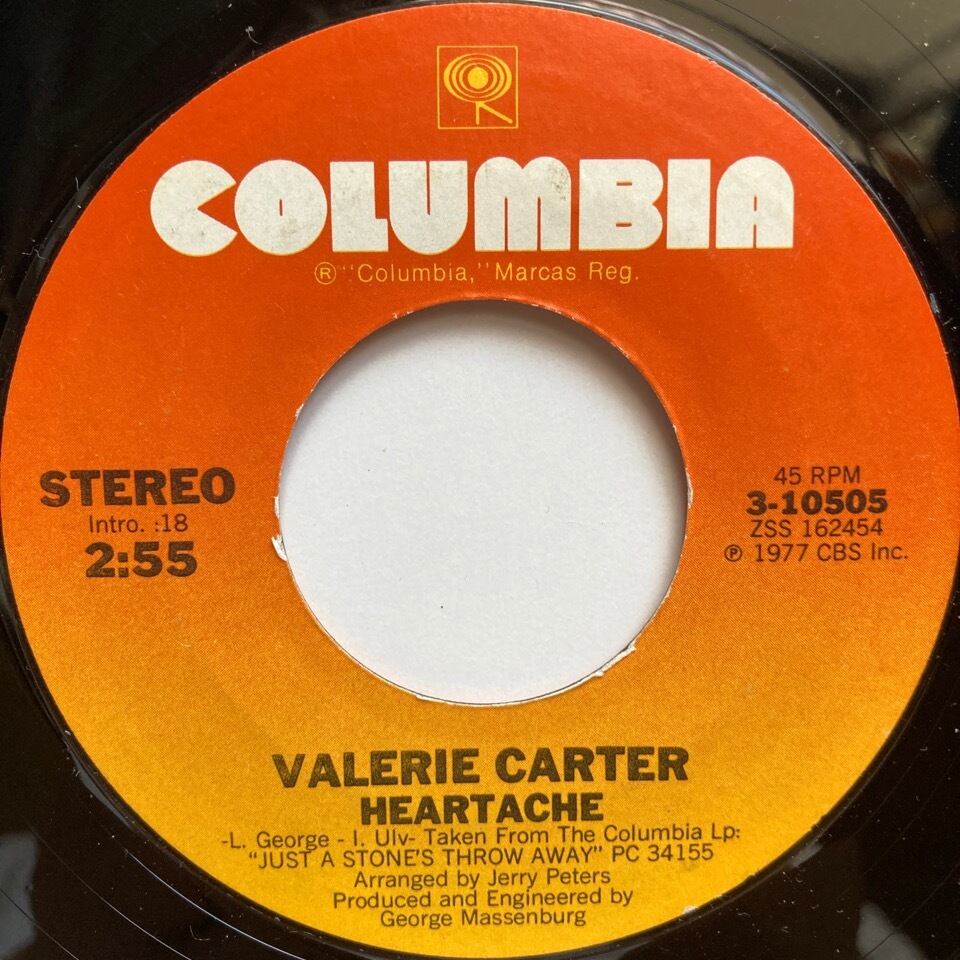 COLUMBIA
®"Columbia," Marcas Reg.
STEREO
Intro. :18
2:55
45 RPM
3-10505
ZSS 162454
℗ 1977 CBS Inc.
VALERIE CARTER
HEARTACHE
-L. George - I. Ulv- Taken From The Columbia Lp:
"JUST A STONE'S THROW AWAY" PC 34155
Arranged by Jerry Peters
Produced and Engineered by
George Massenburg